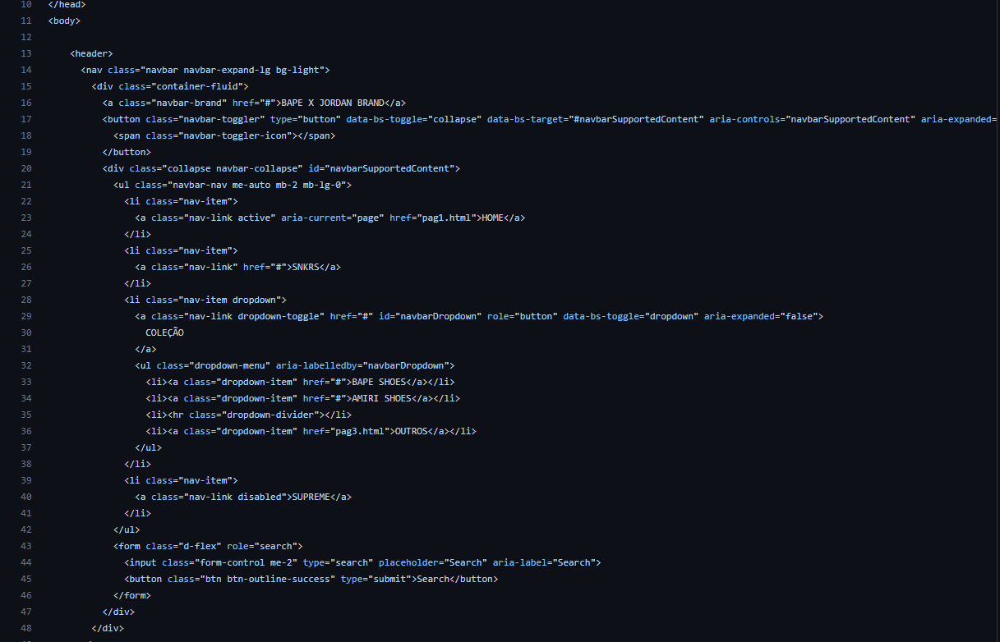 10 </head>
11 <body>
12
13 <header>
14 <nav class="navbar navbar-expand-lg bg-light">
15 <div class="container-fluid">
16 <a class="navbar-brand" href="#">BAPE X JORDAN BRAND</a>
17 <button class="navbar-toggler" type="button" data-bs-toggle="collapse" data-bs-target="#navbarSupportedContent" aria-controls="navbarSupportedContent" aria-expanded=
18 <span class="navbar-toggler-icon"></span>
19 </button>
20 <div class="collapse navbar-collapse" id="navbarSupportedContent">
21 <ul class="navbar-nav me-auto mb-2 mb-lg-0">
22 <li class="nav-item">
23 <a class="nav-link active" aria-current="page" href="pag1.html">HOME</a>
24 </li>
25 <li class="nav-item">
26 <a class="nav-link" href="#">SNKRS</a>
27 </li>
28 <li class="nav-item dropdown">
29 <a class="nav-link dropdown-toggle" href="#" id="navbarDropdown" role="button" data-bs-toggle="dropdown" aria-expanded="false">
30 COLEÇÃO
31 </a>
32 <ul class="dropdown-menu" aria-labelledby="navbarDropdown">
33 <li><a class="dropdown-item" href="#">BAPE SHOES</a></li>
34 <li><a class="dropdown-item" href="#">AMIRI SHOES</a></li>
35 <li><hr class="dropdown-divider"></li>
36 <li><a class="dropdown-item" href="pag3.html">OUTROS</a></li>
37 </ul>
38 </li>
39 <li class="nav-item">
40 <a class="nav-link disabled">SUPREME</a>
41 </li>
42 </ul>
43 <form class="d-flex" role="search">
44 <input class="form-control me-2" type="search" placeholder="Search" aria-label="Search">
45 <button class="btn btn-outline-success" type="submit">Search</button>
46 </form>
47 </div>
48 </div>